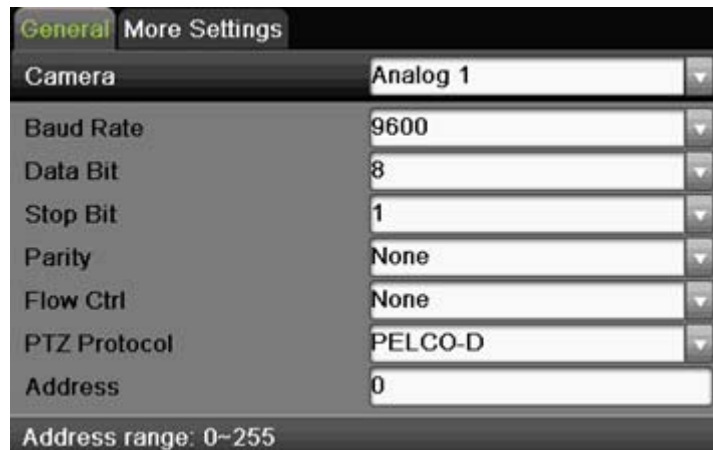 General More Settings
Camera Analog 1
Baud Rate 9600
Data Bit 8
Stop Bit 1
Parity None
Flow Ctrl None
PTZ Protocol PELCO-D
Address 0
Address range: 0~255